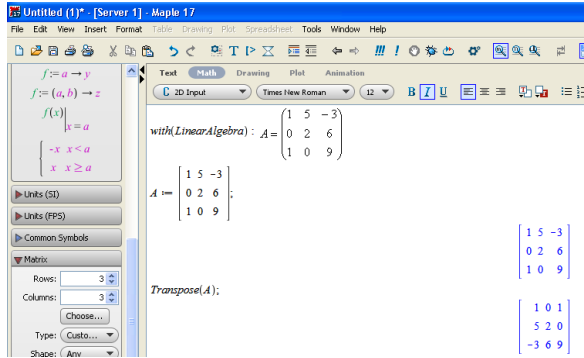 Untitled (1)* - [Server 1] - Maple 17
File Edit View Insert Format Table Drawing Plot Spreadsheet Tools Window Help
Text Math Drawing Plot Animation
C 2D Input Times New Roman 12 B I U
f := a → y
f := (a, b) → z
f(x)
x = a
-x x < a
x x ≥ a
Units (SI)
Units (FPS)
Common Symbols
Matrix
Rows: 3
Columns: 3
Choose...
Type: Custo...
Shape: Any
with(LinearAlgebra) : A =
1 5 -3
0 2 6
1 0 9
A :=
1 5 -3
0 2 6
1 0 9
;
1 5 -3
0 2 6
1 0 9
Transpose(A);
1 0 1
5 2 0
-3 6 9